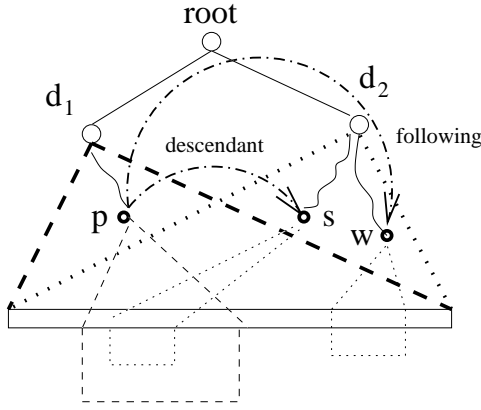 root
d1
d2
descendant
following
p
s
w